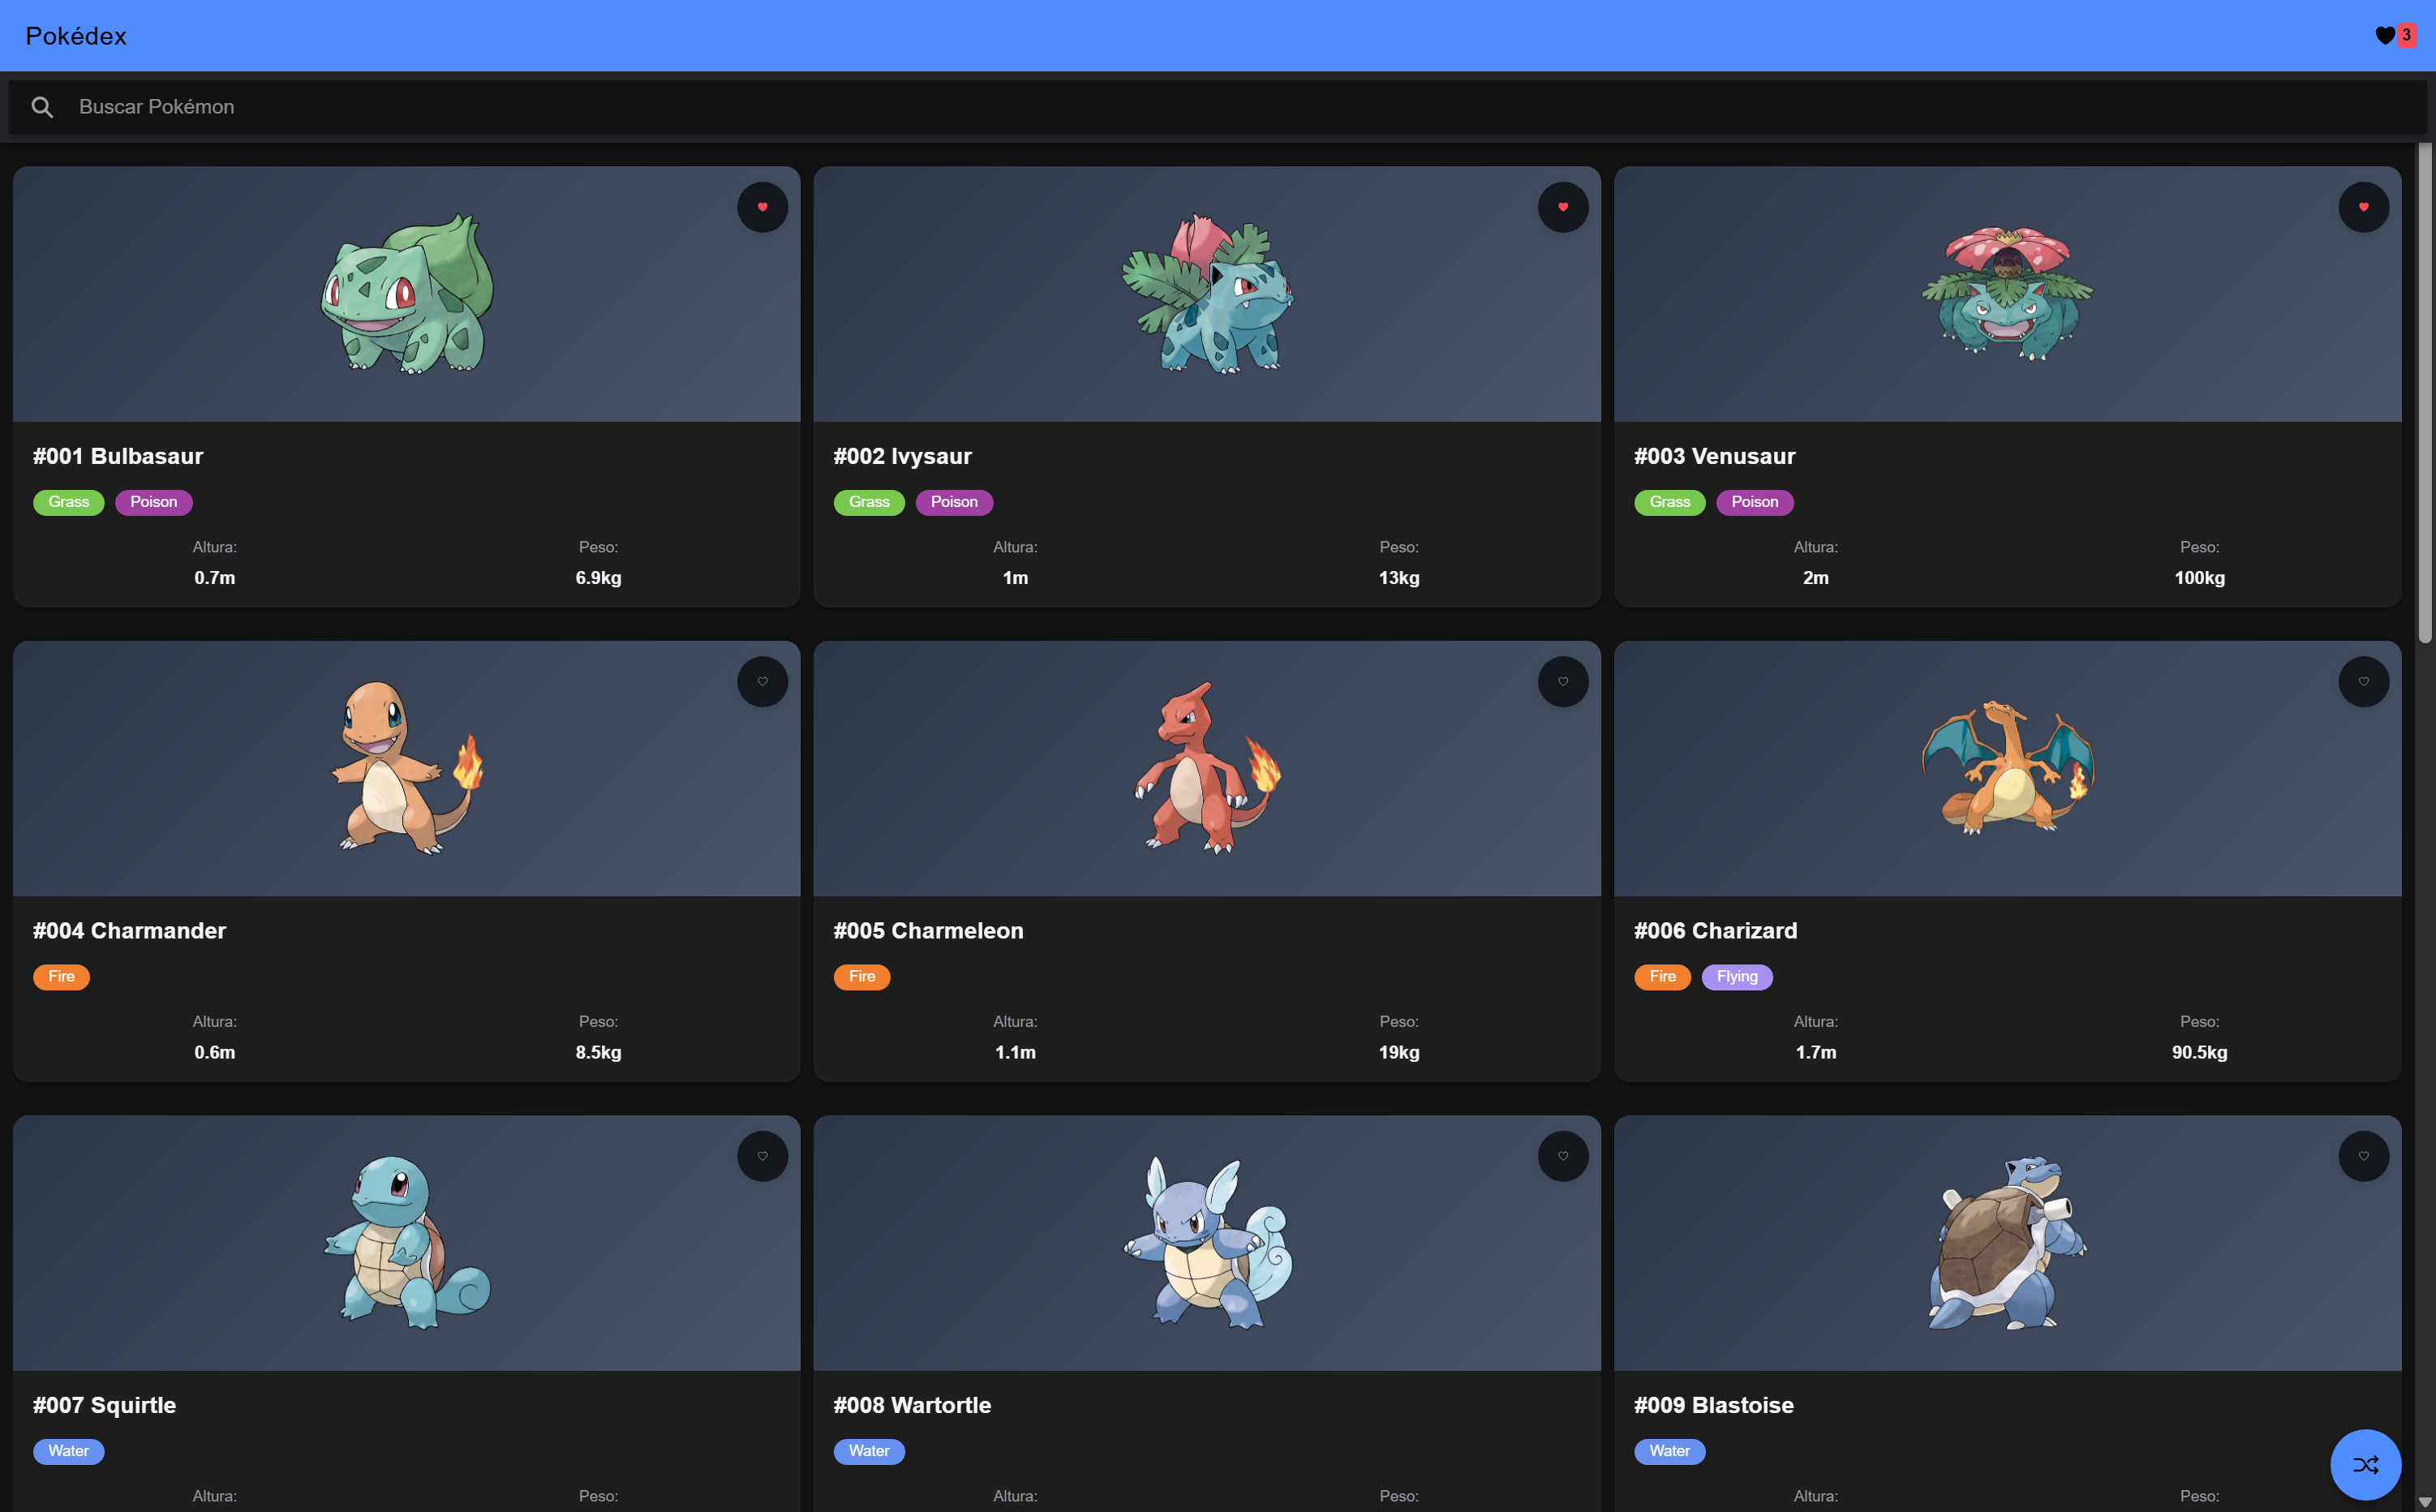 Pokédex
3
Buscar Pokémon
#001 Bulbasaur
Grass Poison
Altura: Peso:
0.7m 6.9kg
#002 Ivysaur
Grass Poison
Altura: Peso:
1m 13kg
#003 Venusaur
Grass Poison
Altura: Peso:
2m 100kg
#004 Charmander
Fire
Altura: Peso:
0.6m 8.5kg
#005 Charmeleon
Fire
Altura: Peso:
1.1m 19kg
#006 Charizard
Fire Flying
Altura: Peso:
1.7m 90.5kg
#007 Squirtle
Water
Altura: Peso:
#008 Wartortle
Water
Altura: Peso:
#009 Blastoise
Water
Altura: Peso: